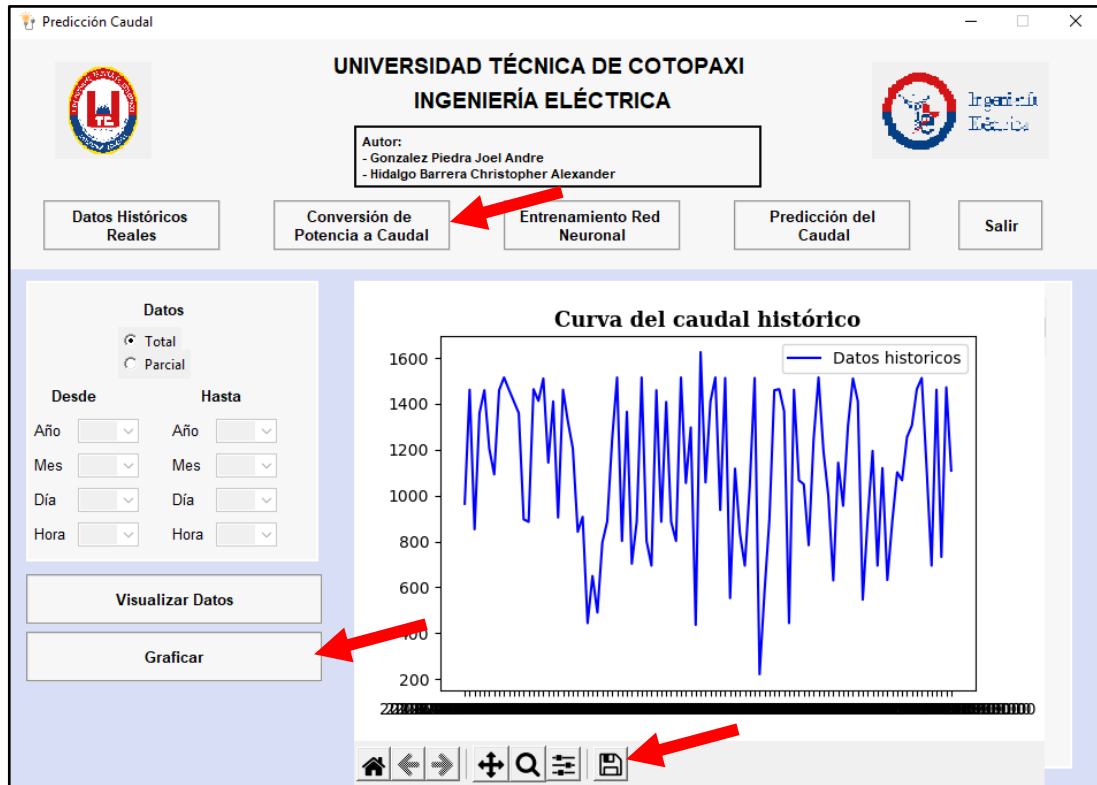 Predicción Caudal
UNIVERSIDAD TÉCNICA DE COTOPAXI
INGENIERÍA ELÉCTRICA
Autor:
- Gonzalez Piedra Joel Andre
- Hidalgo Barrera Christopher Alexander
UTC
Ingeniería
Eléctrica
Datos Históricos
Reales
Conversión de
Potencia a Caudal
Entrenamiento Red
Neuronal
Predicción del
Caudal
Salir
Datos
Total
Parcial
Desde
Hasta
Año
Año
Mes
Mes
Día
Día
Hora
Hora
Visualizar Datos
Graficar
Curva del caudal histórico
Datos historicos
1600
1400
1200
1000
800
600
400
200